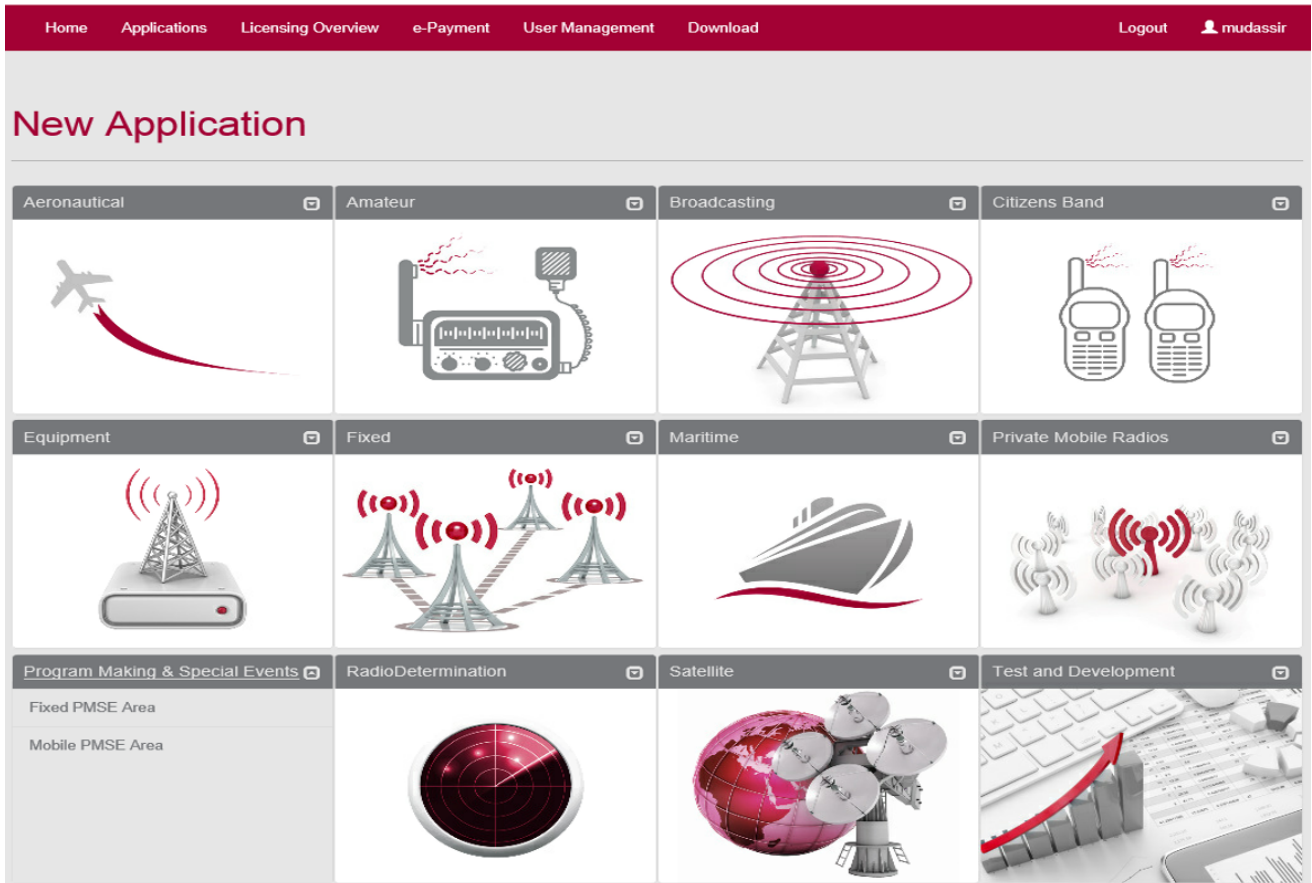 Home Applications Licensing Overview e-Payment User Management Download Logout mudassir
New Application
Aeronautical Amateur Broadcasting Citizens Band
Equipment Fixed Maritime Private Mobile Radios
Program Making & Special Events RadioDetermination Satellite Test and Development
Fixed PMSE Area
Mobile PMSE Area